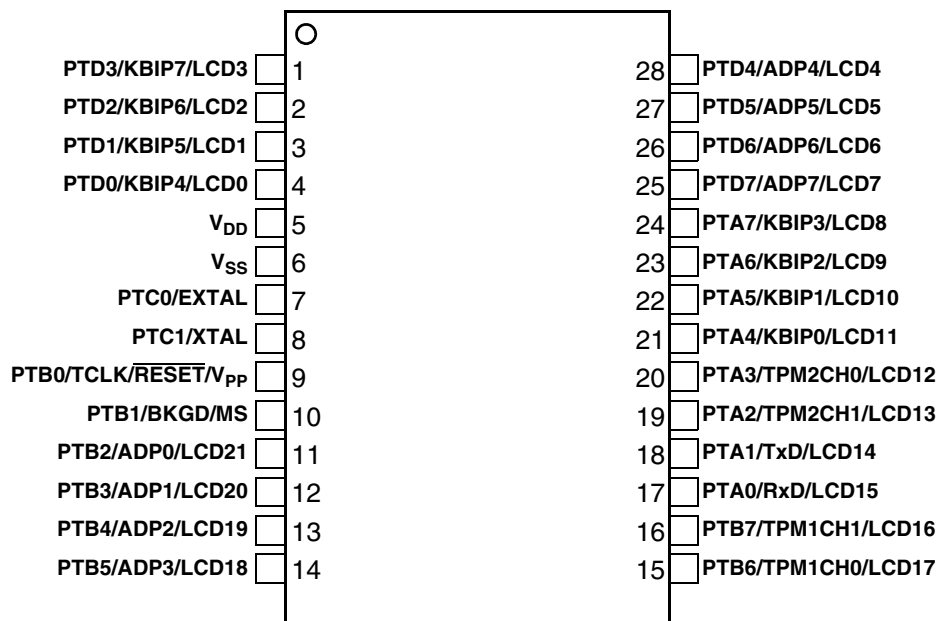 PTD3/KBIP7/LCD3 1 28 PTD4/ADP4/LCD4
PTD2/KBIP6/LCD2 2 27 PTD5/ADP5/LCD5
PTD1/KBIP5/LCD1 3 26 PTD6/ADP6/LCD6
PTD0/KBIP4/LCD0 4 25 PTD7/ADP7/LCD7
VDD 5 24 PTA7/KBIP3/LCD8
VSS 6 23 PTA6/KBIP2/LCD9
PTC0/EXTAL 7 22 PTA5/KBIP1/LCD10
PTC1/XTAL 8 21 PTA4/KBIP0/LCD11
PTB0/TCLK/RESET/VPP 9 20 PTA3/TPM2CH0/LCD12
PTB1/BKGD/MS 10 19 PTA2/TPM2CH1/LCD13
PTB2/ADP0/LCD21 11 18 PTA1/TxD/LCD14
PTB3/ADP1/LCD20 12 17 PTA0/RxD/LCD15
PTB4/ADP2/LCD19 13 16 PTB7/TPM1CH1/LCD16
PTB5/ADP3/LCD18 14 15 PTB6/TPM1CH0/LCD17